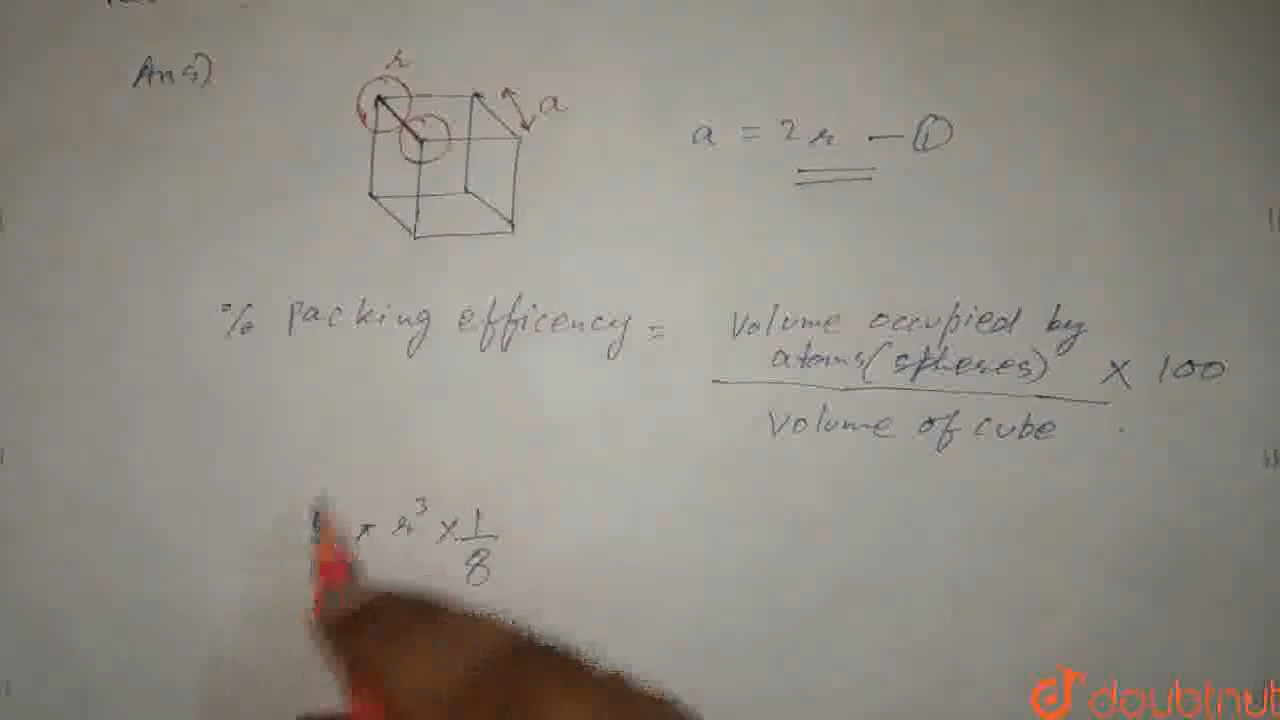 Ans)
r
a
a = 2r — ①
% Packing efficency = volume occupied by
atoms (spheres) × 100
volume of cube
π r³ × 1/8
doubtnut